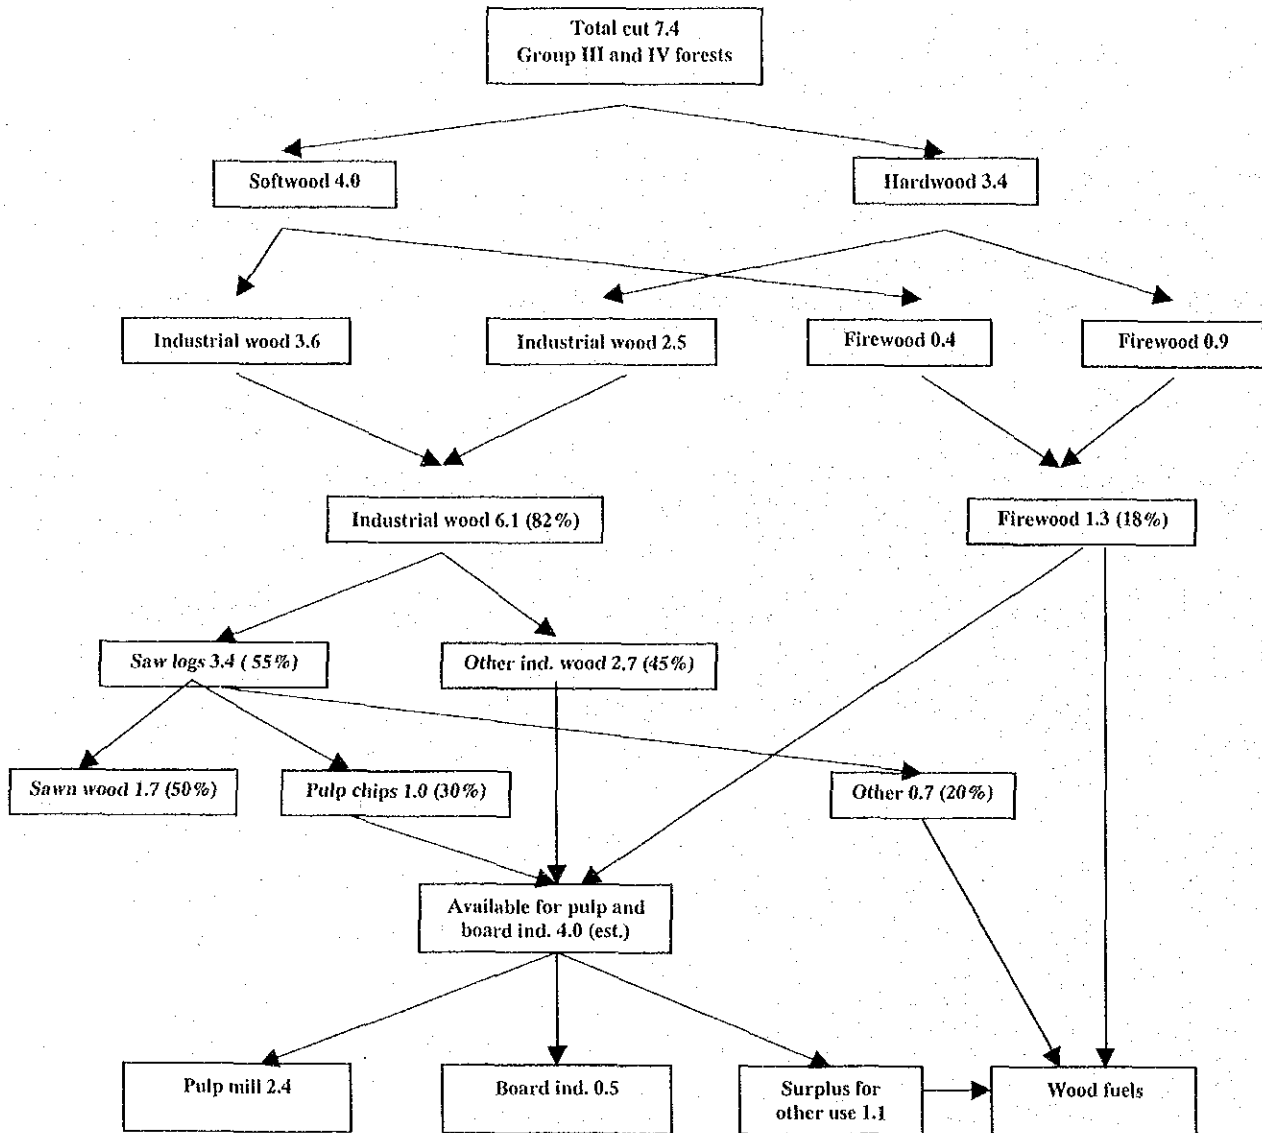 Total cut 7.4
Group III and IV forests
Softwood 4.0
Hardwood 3.4
Industrial wood 3.6
Industrial wood 2.5
Firewood 0.4
Firewood 0.9
Industrial wood 6.1 (82%)
Firewood 1.3 (18%)
Saw logs 3.4 ( 55%)
Other ind. wood 2.7 (45%)
Sawn wood 1.7 (50%)
Pulp chips 1.0 (30%)
Other 0.7 (20%)
Available for pulp and
board ind. 4.0 (est.)
Pulp mill 2.4
Board ind. 0.5
Surplus for
other use 1.1
Wood fuels